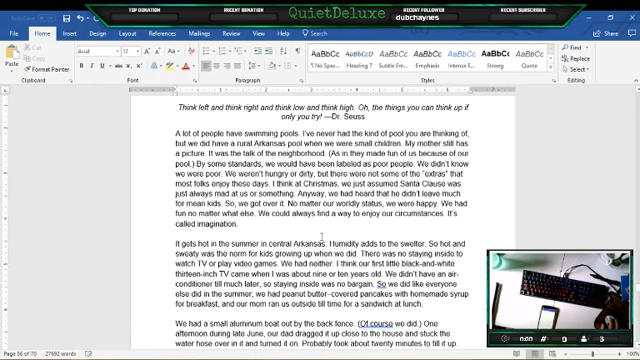 TOP DONATION
RECENT DONATION
QuietDeluxe
RECENT FOLLOWER
dubchaynes
RECENT SUBSCRIBER
File Home Insert Draw Design Layout References Mailings Review View Help
Share
Paste
Format Painter
Clipboard
Arial 12
Font
Paragraph
AaBbCc AaBbCcD AaBbCc AaBbCc AaBbCc AaBbCc AaBbCc
¶ No Spac... Heading 7 Subtle Em... Emphasis Intense E... Strong Subtitle
Styles
Find
Replace
Select
Editing
Think left and think right and think low and think high. Oh, the things you can think up if
only you try! —Dr. Seuss
A lot of people have swimming pools. I've never had the kind of pool you are thinking of,
but we did have a rural Arkansas pool when we were small children. My mother still has
a picture. It was the talk of the neighborhood. (As in they made fun of us because of our
pool.) By some standards, we would have been labeled as poor people. We didn't know
we were poor. We weren't hungry or dirty, but there were not some of the "extras" that
most folks enjoy these days. I think at Christmas, we just assumed Santa Clause was
just always mad at us or something. Anyway, we had heard that he didn't leave much
for mean kids. So, we got over it. No matter our worldly status, we were happy. We had
fun no matter what else. We could always find a way to enjoy our circumstances. It's
called imagination.
It gets hot in the summer in central Arkansas. Humidity adds to the swelter. So hot and
sweaty was the norm for kids growing up when we did. There was no staying inside to
watch TV or play video games. We had neither. I think our first little black-and-white
thirteen-inch TV came when I was about nine or ten years old. We didn't have an air-
conditioner till much later, so staying inside was no bargain. So we did like everyone
else did in the summer; we had peanut butter–covered pancakes with homemade syrup
for breakfast, and our mom ran us outside till time for a sandwich at lunch.
We had a small aluminum boat out by the back fence. (Of course we did.) One
afternoon during late June, our dad dragged it up close to the house and stuck the
water hose over in it and turned it on. Probably took about twenty minutes to fill it up.
0:00 0 3
Page 56 of 106 27692 words
100%